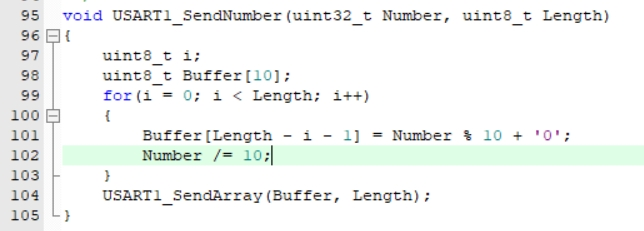 95 void USART1_SendNumber(uint32_t Number, uint8_t Length)
96 {
97     uint8_t i;
98     uint8_t Buffer[10];
99     for(i = 0; i < Length; i++)
100     {
101         Buffer[Length - i - 1] = Number % 10 + '0';
102         Number /= 10;
103     }
104     USART1_SendArray(Buffer, Length);
105 }